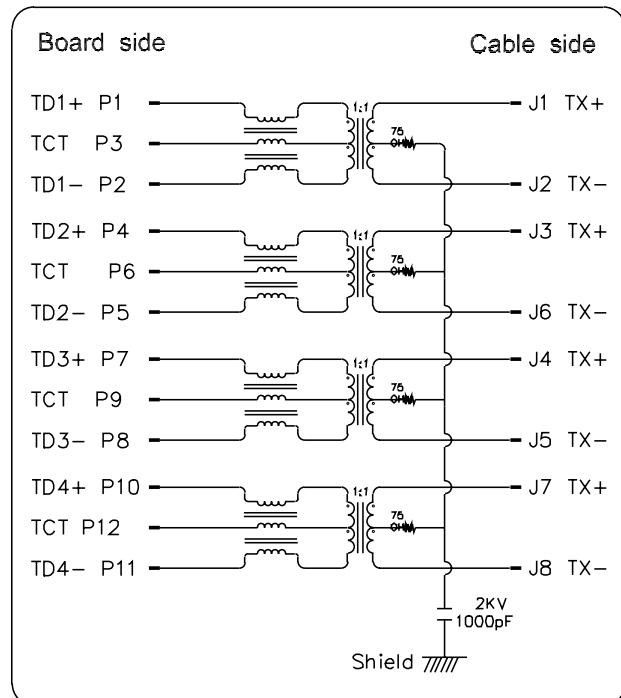 Board side Cable side
TD1+ P1 1:1 J1 TX+
TCT P3 75 OHM
TD1- P2 J2 TX-
TD2+ P4 1:1 J3 TX+
TCT P6 75 OHM
TD2- P5 J6 TX-
TD3+ P7 1:1 J4 TX+
TCT P9 75 OHM
TD3- P8 J5 TX-
TD4+ P10 1:1 J7 TX+
TCT P12 75 OHM
TD4- P11 J8 TX-
2KV
1000pF
Shield